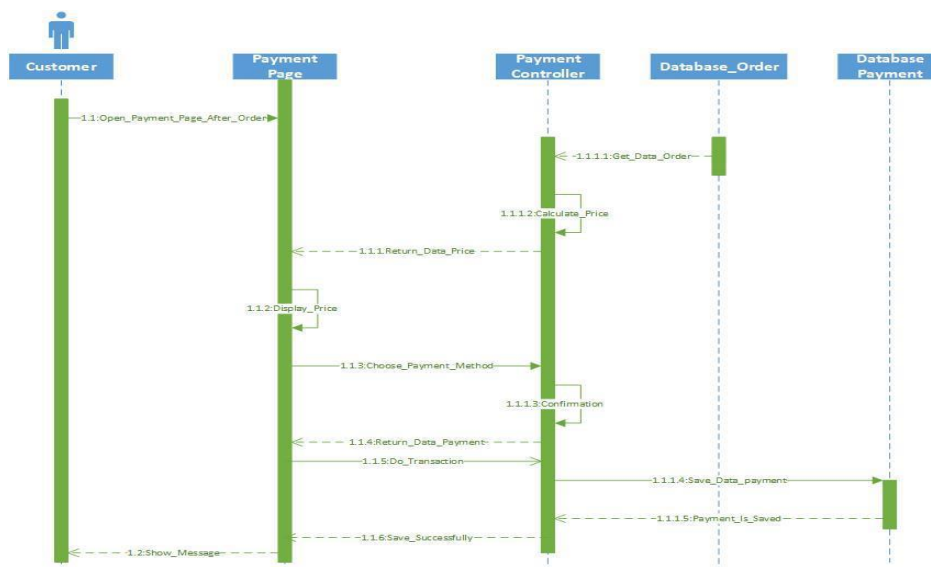 Customer
Payment
Page
Payment
Controller
Database_Order
Database
Payment
1.1:Open_Payment_Page_After_Order
1.1.1.1:Get_Data_Order
1.1.1.2:Calculate_Price
1.1.1:Return_Data_Price
1.1.2:Display_Price
1.1.3:Choose_Payment_Method
1.1.1.3:Confirmation
1.1.4:Return_Data_Payment
1.1.5:Do_Transaction
1.1.1.4:Save_Data_payment
1.1.1.5:Payment_Is_Saved
1.1.6:Save_Successfully
1.2:Show_Message